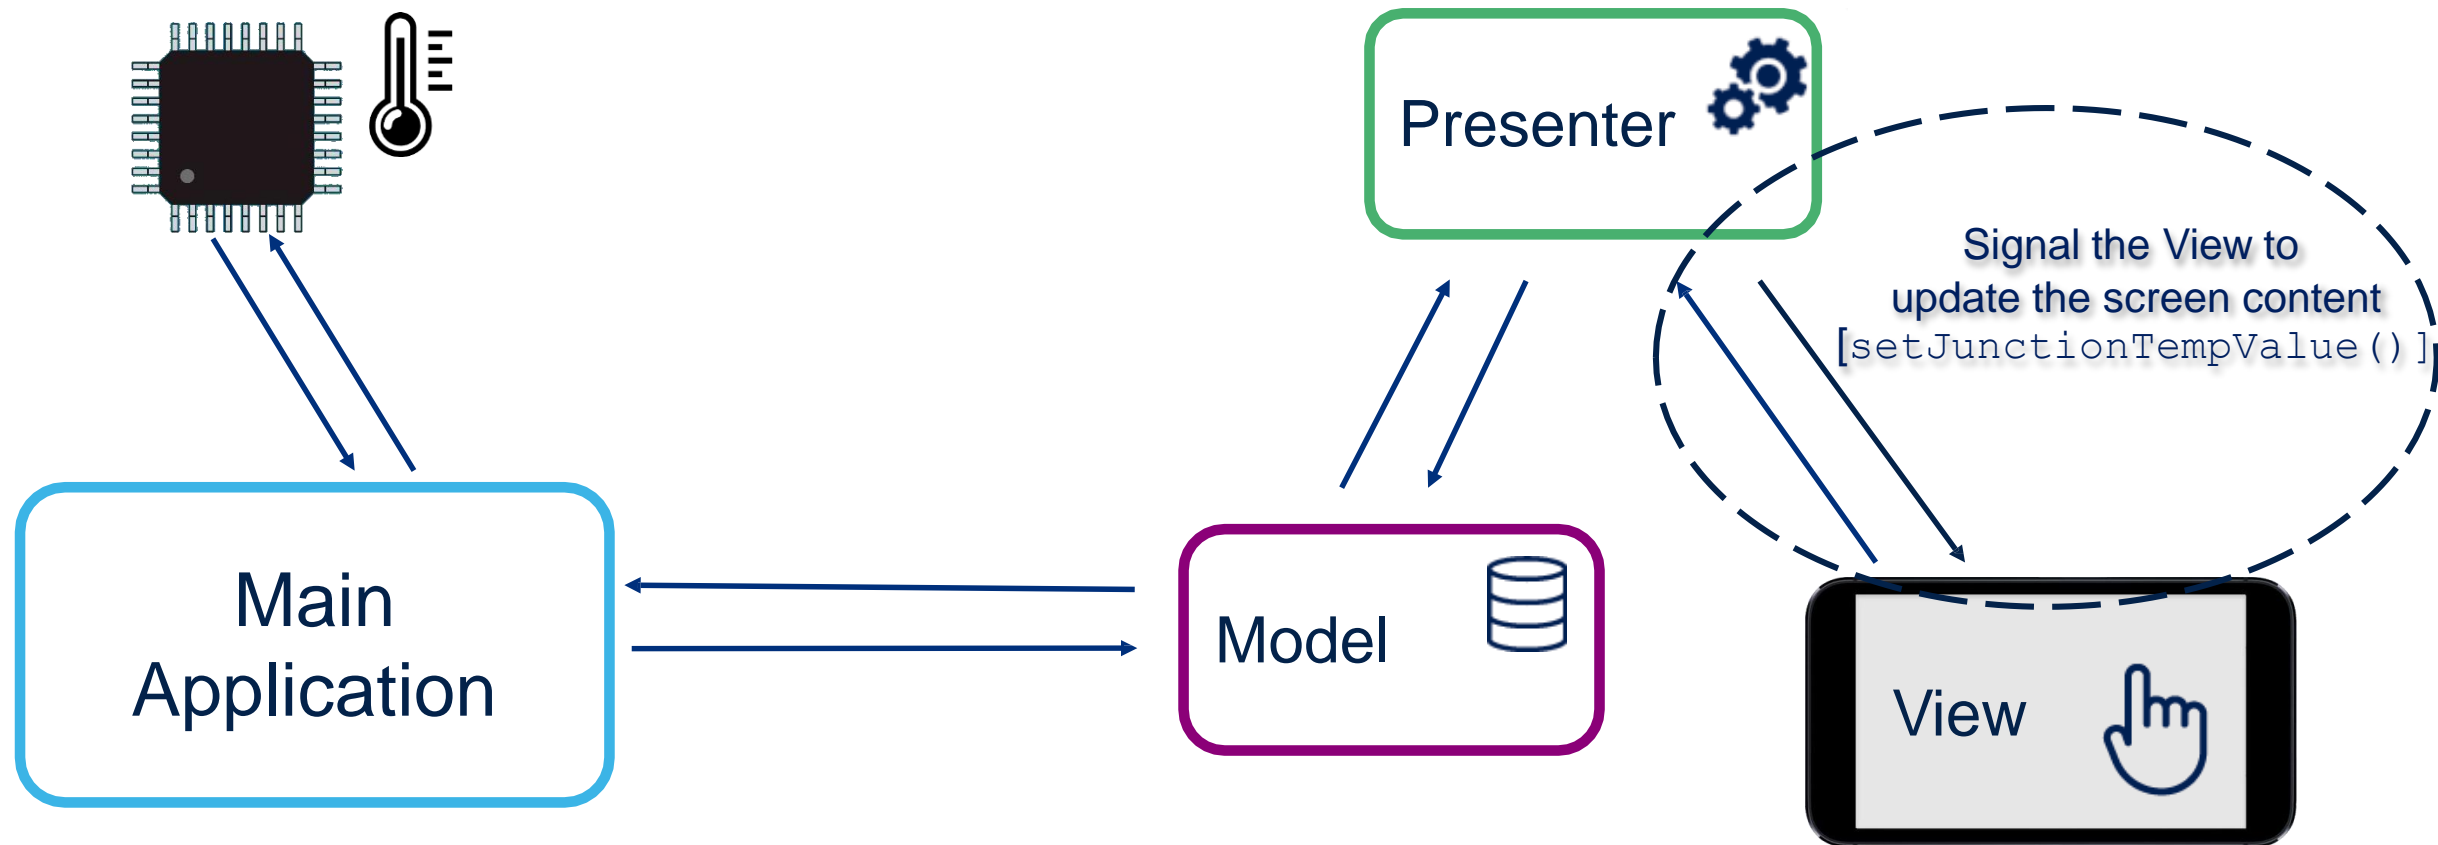 Presenter
Signal the View to
update the screen content
[setJunctionTempValue()]
Main
Application
Model
View